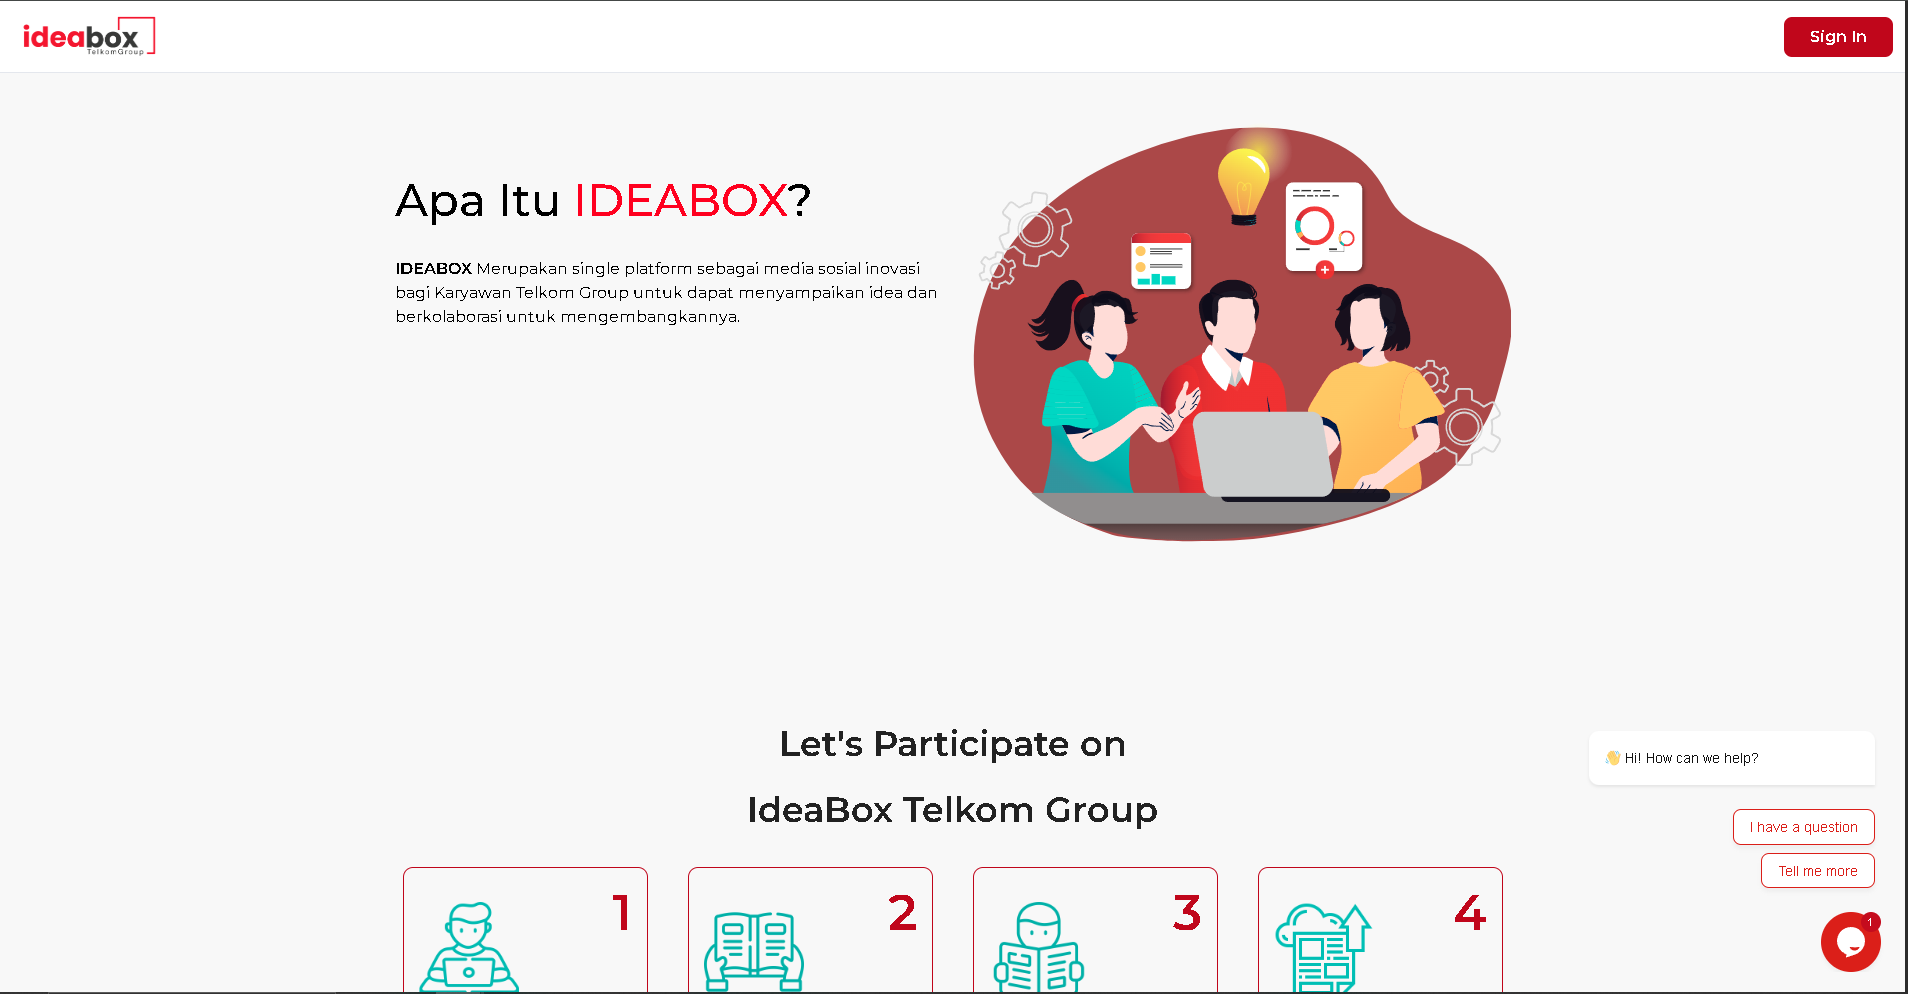 ideabox
TelkomGroup
Sign In
Apa Itu IDEABOX?
IDEABOX Merupakan single platform sebagai media sosial inovasi
bagi Karyawan Telkom Group untuk dapat menyampaikan idea dan
berkolaborasi untuk mengembangkannya.
Let's Participate on
IdeaBox Telkom Group
1
2
3
4
👋 Hi! How can we help?
I have a question
Tell me more
1